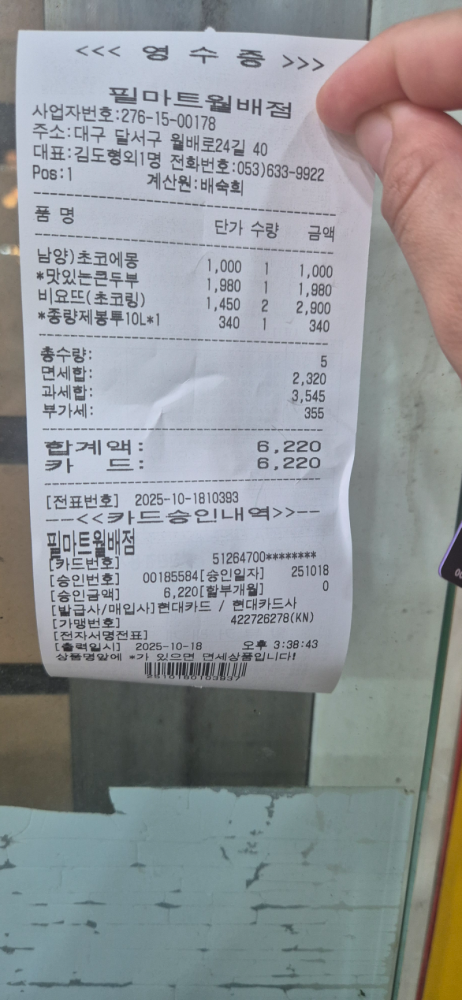 <<< 영 수 증 >>>
필마트월배점
사업자번호:276-15-00178
주소:대구 달서구 월배로24길 40
대표:김도형외1명 전화번호:053)633-9922
Pos:1 계산원:배숙희
품 명 단가 수량 금액
남양)초코에몽 1,000 1 1,000
*맛있는큰두부 1,980 1 1,980
비요뜨(초코링) 1,450 2 2,900
*종량제봉투10L*1 340 1 340
총수량: 5
면세합: 2,320
과세합: 3,545
부가세: 355
합계액: 6,220
카 드: 6,220
[전표번호] 2025-10-1810393
--<<카드승인내역>>--
필마트월배점
[카드번호] 51264700********
[승인번호] 00185584[승인일자] 251018
[승인금액] 6,220[할부개월] 0
[발급사/매입사]현대카드 / 현대카드사
[가맹번호] 422726278(KN)
[전자서명전표]
[출력일시] 2025-10-18 오후 3:38:43
상품명앞에 *가 있으면 면세상품입니다!